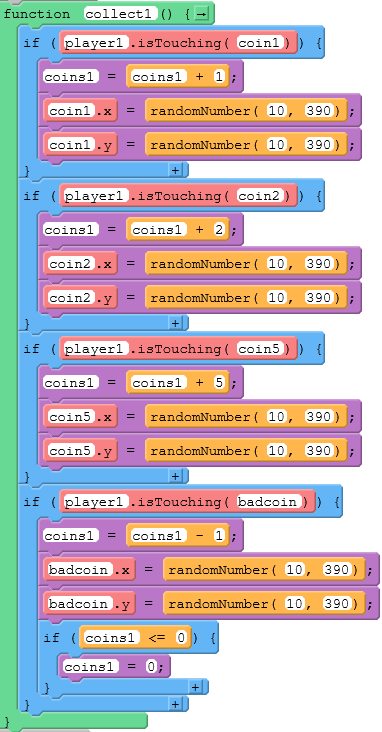 function collect1() {
if (player1.isTouching(coin1)) {
coins1 = coins1 + 1;
coin1.x = randomNumber(10, 390);
coin1.y = randomNumber(10, 390);
}
if (player1.isTouching(coin2)) {
coins1 = coins1 + 2;
coin2.x = randomNumber(10, 390);
coin2.y = randomNumber(10, 390);
}
if (player1.isTouching(coin5)) {
coins1 = coins1 + 5;
coin5.x = randomNumber(10, 390);
coin5.y = randomNumber(10, 390);
}
if (player1.isTouching(badcoin)) {
coins1 = coins1 - 1;
badcoin.x = randomNumber(10, 390);
badcoin.y = randomNumber(10, 390);
if (coins1 <= 0) {
coins1 = 0;
}
}
}